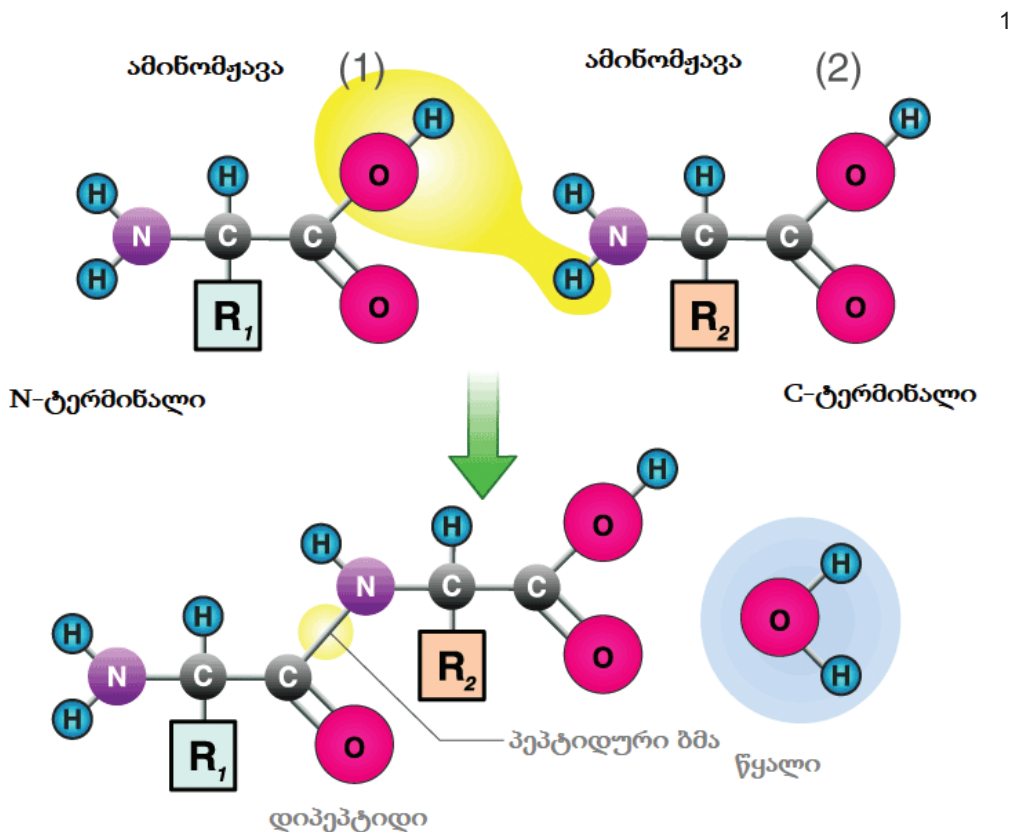 1
ამინომჟავა (1)
ამინომჟავა (2)
H
H
H H
O
H
O
H
N C C
H
N C C
H
O
H
O
R1
R2
N-ტერმინალი
C-ტერმინალი
H
H
H
O
H
N C C
H
O
H
H
N C C
R2
O
H
H
R1
O
პეპტიდური ბმა
წყალი
დიპეპტიდი